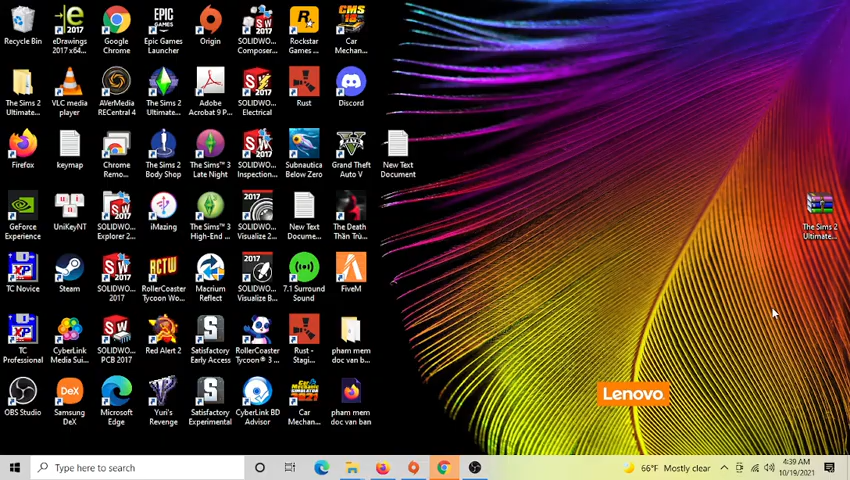 Recycle Bin
eDrawings
2017 x64...
Google
Chrome
EPIC
GAMES
Epic Games
Launcher
Origin
SOLIDWO...
Composer...
Rockstar
Games ...
CMS
Car
Mechan...
The Sims 2
Ultimate...
VLC media
player
AVerMedia
RECentral 4
The Sims 2
Ultimate...
Adobe
Acrobat 9 P...
SOLIDWO...
Electrical
Rust
Discord
Firefox
keymap
Chrome
Remo...
The Sims 2
Body Shop
The Sims™ 3
Late Night
SOLIDWO...
Inspection...
Subnautica
Below Zero
Grand Theft
Auto V
New Text
Document
GeForce
Experience
UniKeyNT
SOLIDWO...
Explorer 2...
iMazing
The Sims™ 3
High-End ...
SOLIDWO...
Visualize 2...
New Text
Docume...
The Death
Thần Trù...
The Sims 2
Ultimate...
TC Novice
Steam
SOLIDWO...
2017
RCTW
RollerCoaster
Tycoon Wo...
Macrium
Reflect
SOLIDWO...
Visualize B...
7.1 Surround
Sound
FiveM
TC
Professional
CyberLink
Media Sui...
SOLIDWO...
PCB 2017
Red Alert 2
Satisfactory
Early Access
RollerCoaster
Tycoon® 3 ...
Rust -
Stagi...
pham mem
doc van b...
OBS Studio
Samsung
DeX
Microsoft
Edge
Yuri's
Revenge
Satisfactory
Experimental
CyberLink BD
Advisor
Car
Mechan...
pham mem
doc van ban
Lenovo
Type here to search
66°F Mostly clear
4:39 AM
10/19/2021